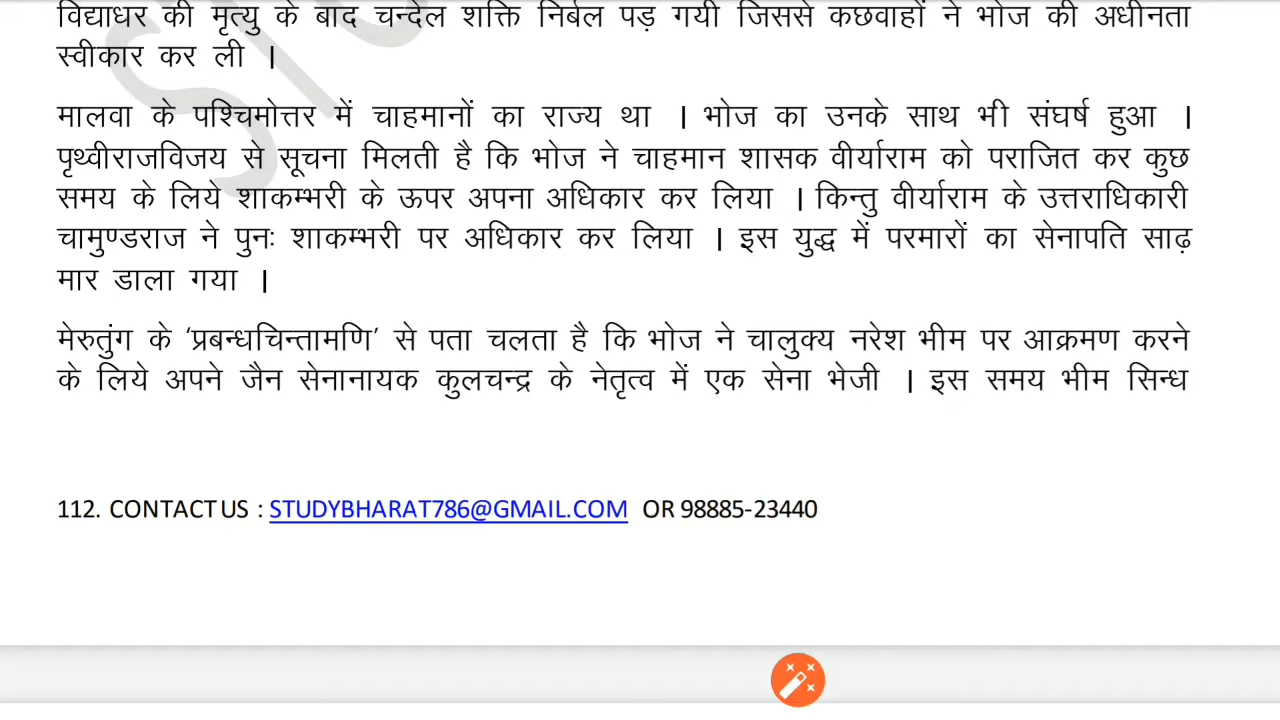 विद्याधर की मृत्यु के बाद चन्देल शक्ति निर्बल पड़ गयी जिससे कछवाहों ने भोज की अधीनता
स्वीकार कर ली ।
मालवा के पश्चिमोत्तर में चाहमानों का राज्य था । भोज का उनके साथ भी संघर्ष हुआ ।
पृथ्वीराजविजय से सूचना मिलती है कि भोज ने चाहमान शासक वीर्याराम को पराजित कर कुछ
समय के लिये शाकम्भरी के ऊपर अपना अधिकार कर लिया । किन्तु वीर्याराम के उत्तराधिकारी
चामुण्डराज ने पुनः शाकम्भरी पर अधिकार कर लिया । इस युद्ध में परमारों का सेनापति साढ़
मार डाला गया ।
मेरुतुंग के ‘प्रबन्धचिन्तामणि’ से पता चलता है कि भोज ने चालुक्य नरेश भीम पर आक्रमण करने
के लिये अपने जैन सेनानायक कुलचन्द्र के नेतृत्व में एक सेना भेजी । इस समय भीम सिन्ध
112. CONTACT US : STUDYBHARAT786@GMAIL.COM OR 98885-23440